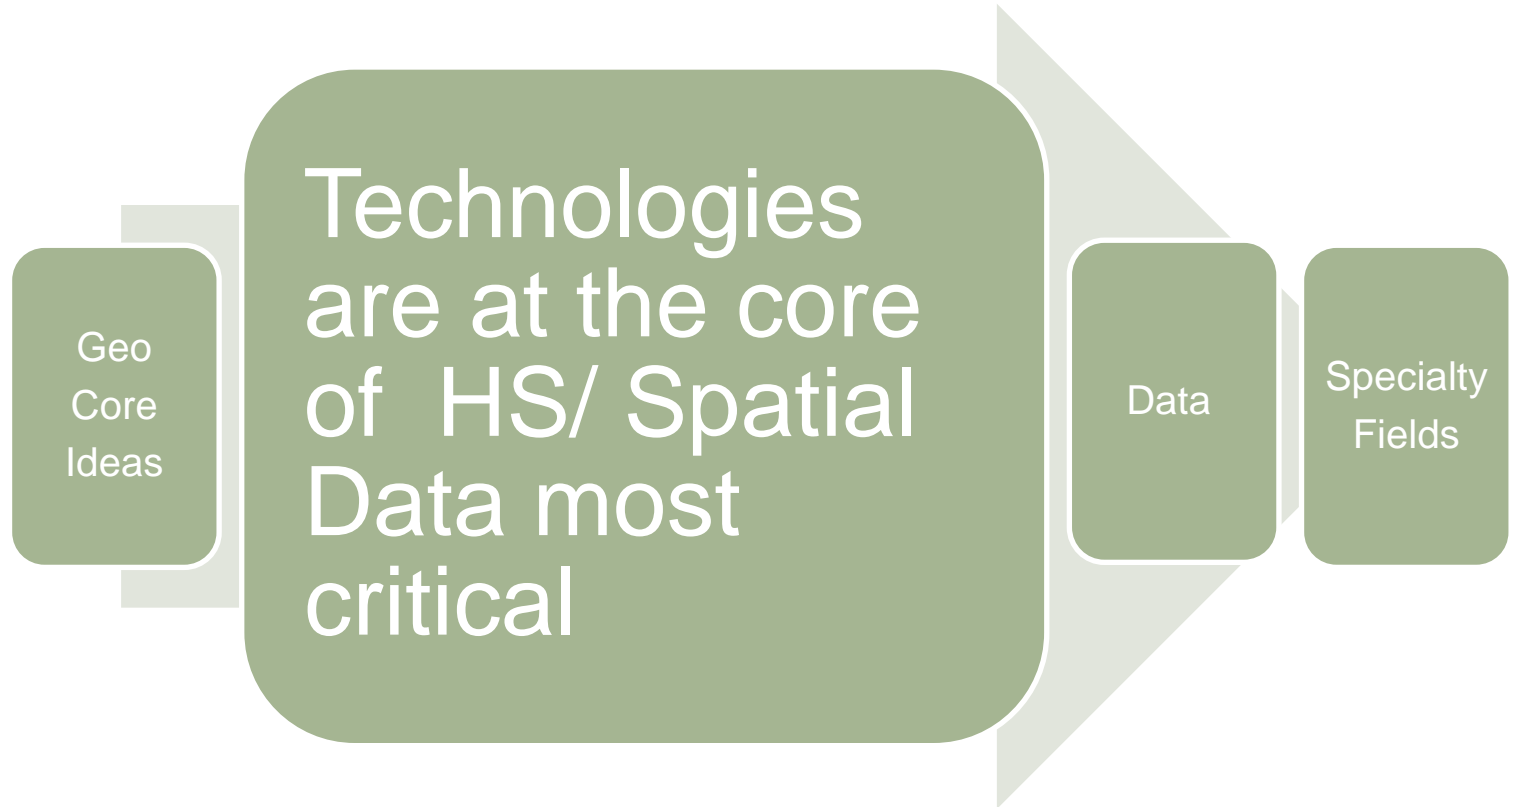 Geo
Core
Ideas
Technologies
are at the core
of  HS/ Spatial
Data most
critical
Data
Specialty
Fields